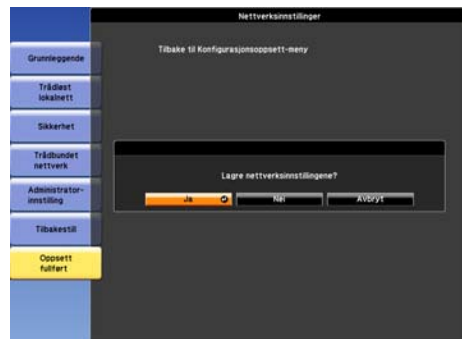 Nettverksinnstillinger
Tilbake til Konfigurasjonsoppsett-meny
Grunnleggende
Trådløst
lokalnett
Sikkerhet
Trådbundet
nettverk
Administrator-
innstilling
Tilbakestill
Oppsett
fullført
Lagre nettverksinnstillingene?
Ja
Nei
Avbryt